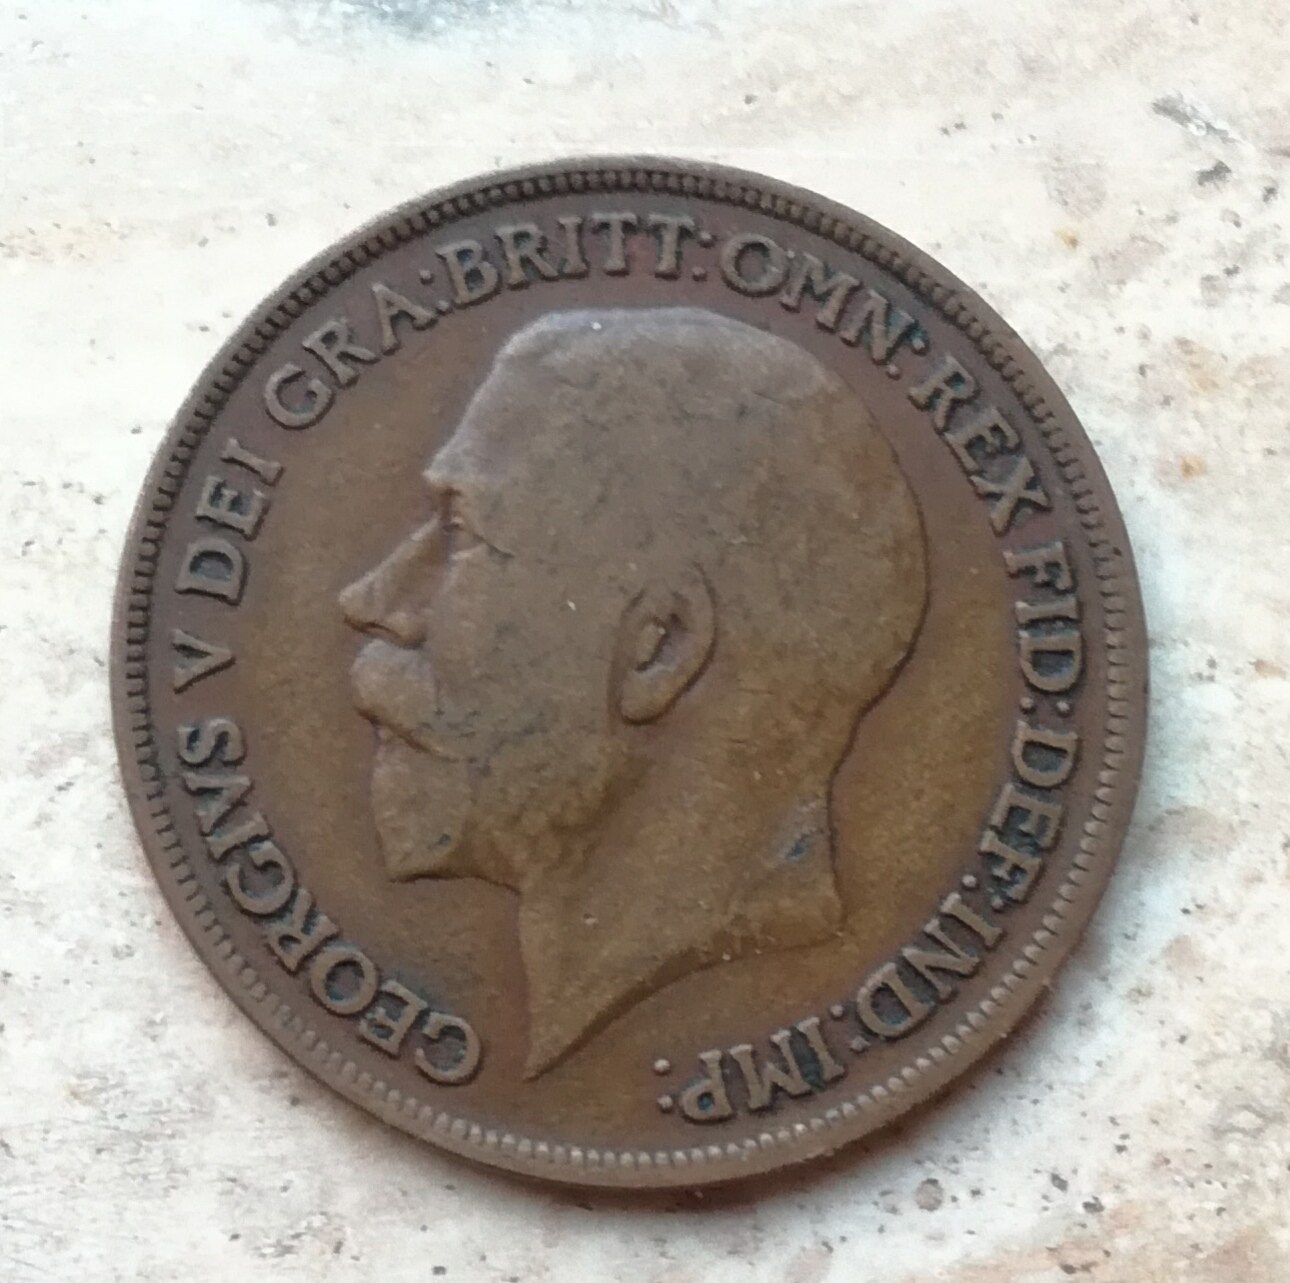 GEORGIVS V DEI GRA: BRITT: OMN: REX FID: DEF: IND: IMP: